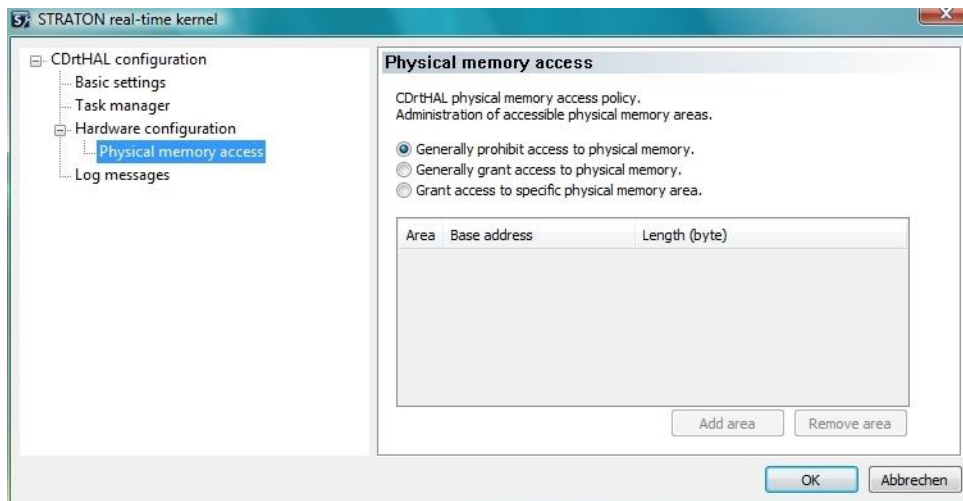 STRATON real-time kernel
CDrtHAL configuration
Basic settings
Task manager
Hardware configuration
Physical memory access
Log messages
Physical memory access
CDrtHAL physical memory access policy.
Administration of accessible physical memory areas.
Generally prohibit access to physical memory.
Generally grant access to physical memory.
Grant access to specific physical memory area.
Area Base address Length (byte)
Add area Remove area
OK Abbrechen